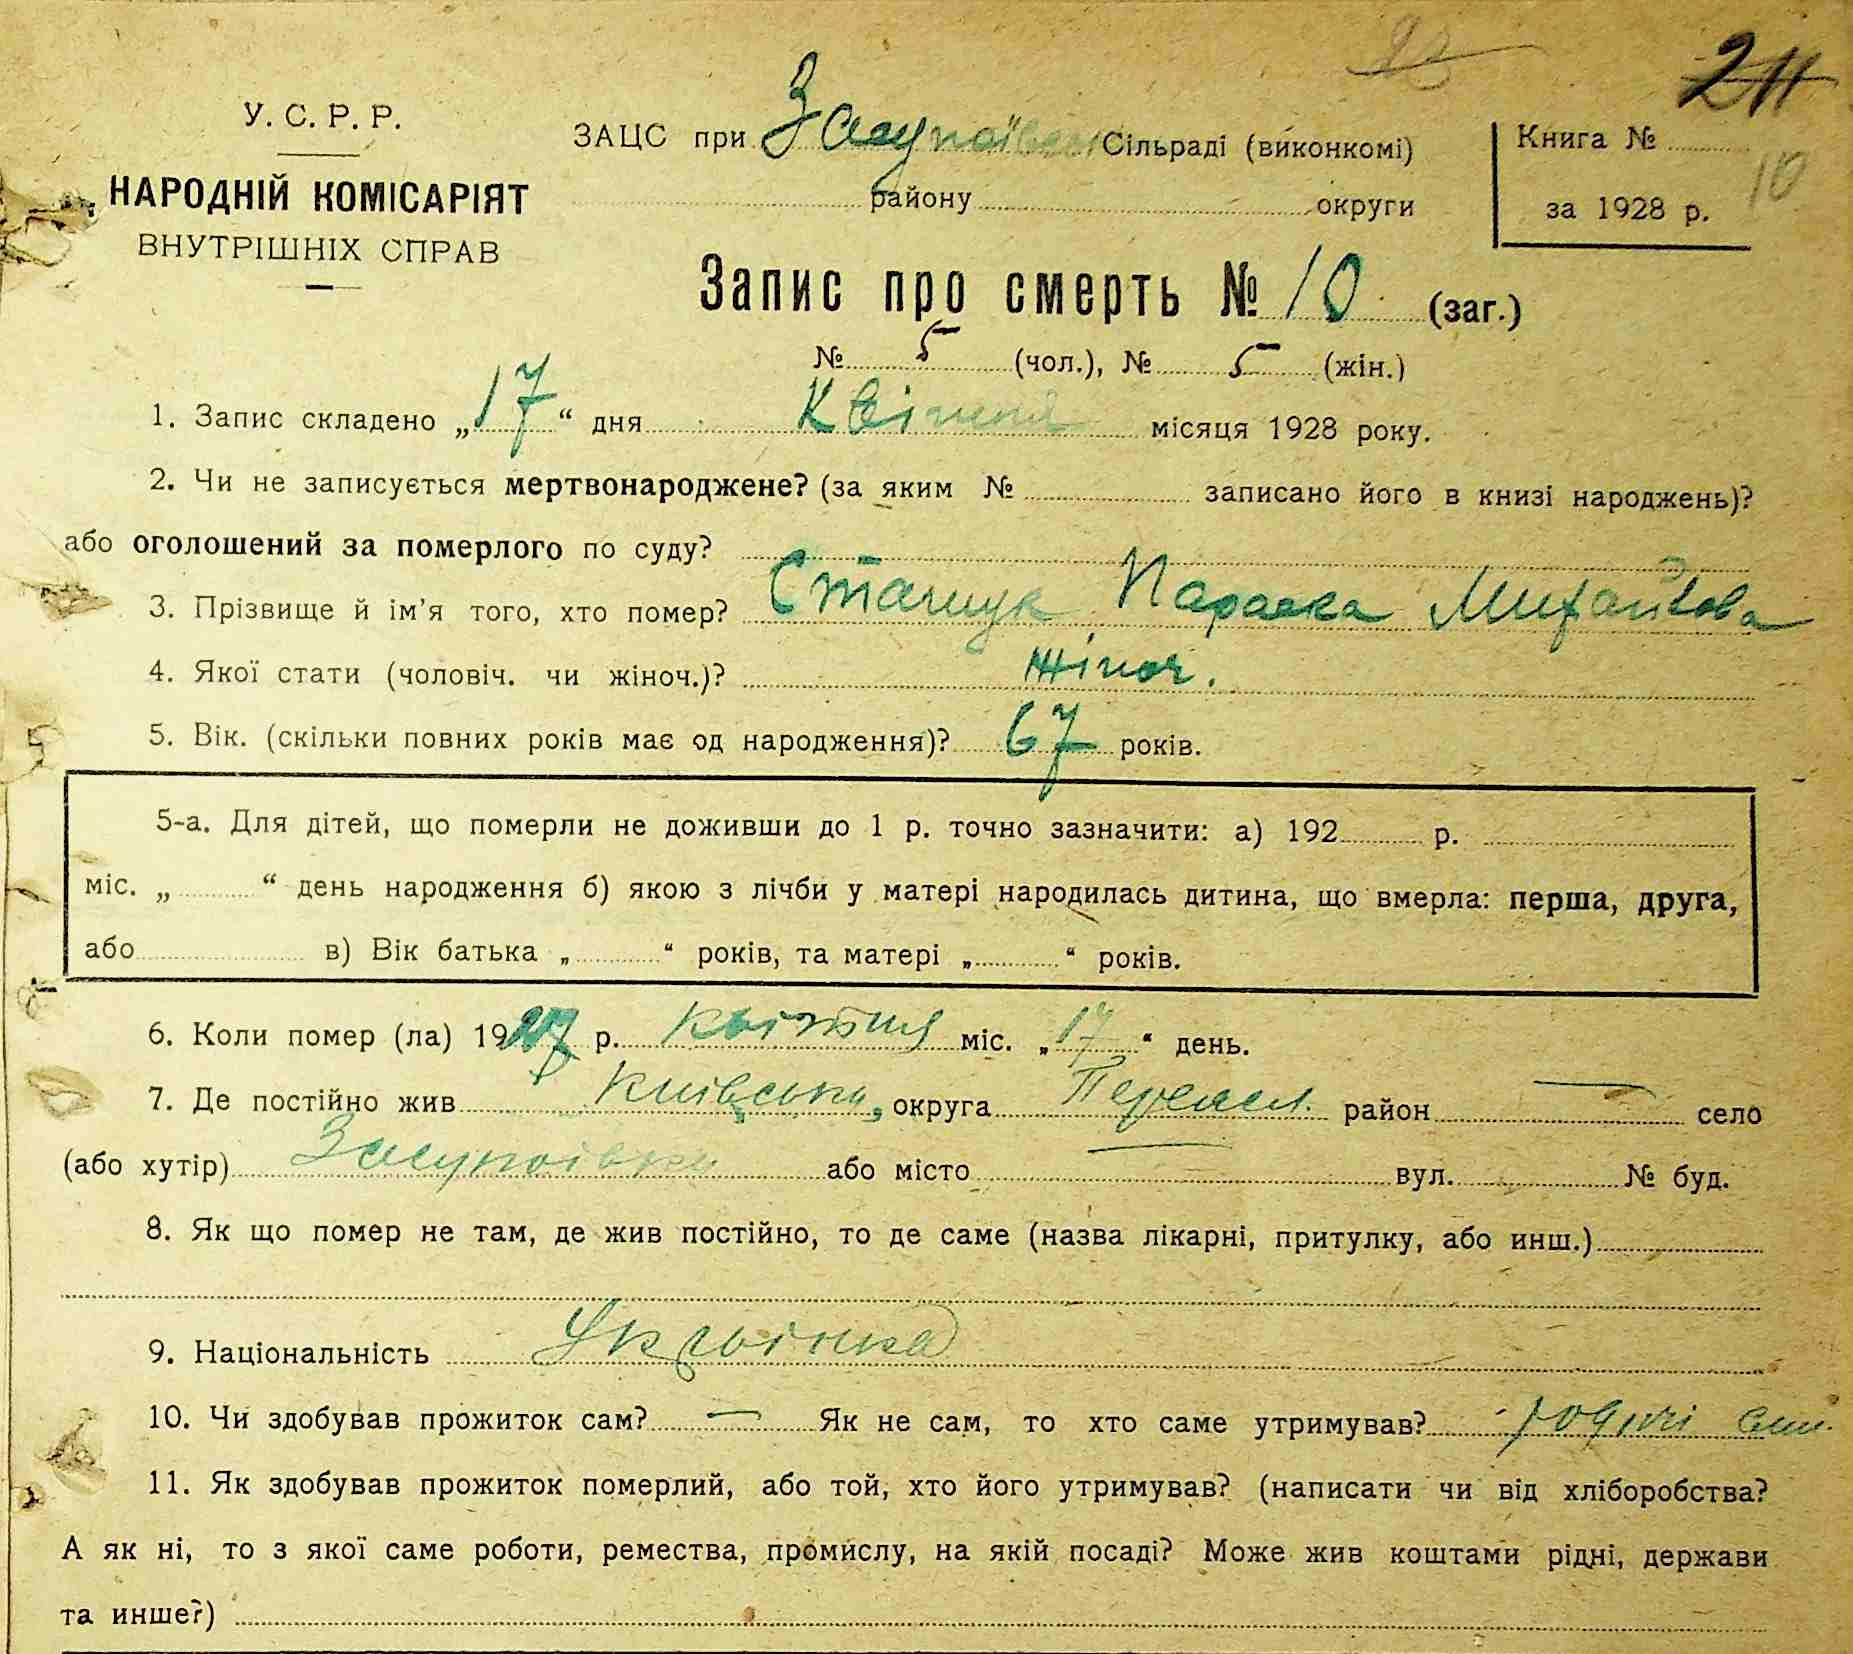 211
10
У. С. Р. Р.
НАРОДНІЙ КОМІСАРІЯТ
ВНУТРІШНІХ СПРАВ
ЗАЦС при Засупоївськ Сільраді (виконкомі)
району округи
Книга №
за 1928 р.
Запис про смерть № 10 (заг.)
№ 5 (чол.), № 5 (жін.)
1. Запис складено „17“ дня Квітня місяця 1928 року.
2. Чи не записується мертвонароджене? (за яким № записано його в книзі народжень)?
або оголошений за померлого по суду?
3. Прізвище й ім’я того, хто помер? Параска Михайлова
4. Якої стати (чоловіч. чи жіноч.)? жіноч.
5. Вік. (скільки повних років має од народження)? 67 років.
5-а. Для дітей, що померли не доживши до 1 р. точно зазначити: а) 192 р.
міс. „ “ день народження б) якою з лічби у матері народилась дитина, що вмерла: перша, друга,
або в) Вік батька „ “ років, та матері „ “ років.
6. Коли помер (ла) 19 р. квітня міс. „17“ день.
7. Де постійно жив Київська, округа Переясл. район — село
(або хутір) Засупоївка або місто — вул. № буд.
8. Як що помер не там, де жив постійно, то де саме (назва лікарні, притулку, або инш.)
9. Національність Українка
10. Чи здобував прожиток сам? — Як не сам, то хто саме утримував? родичі
11. Як здобував прожиток померлий, або той, хто його утримував? (написати чи від хліборобства?
А як ні, то з якої саме роботи, ремества, промислу, на якій посаді? Може жив коштами рідні, держави
та инше?)